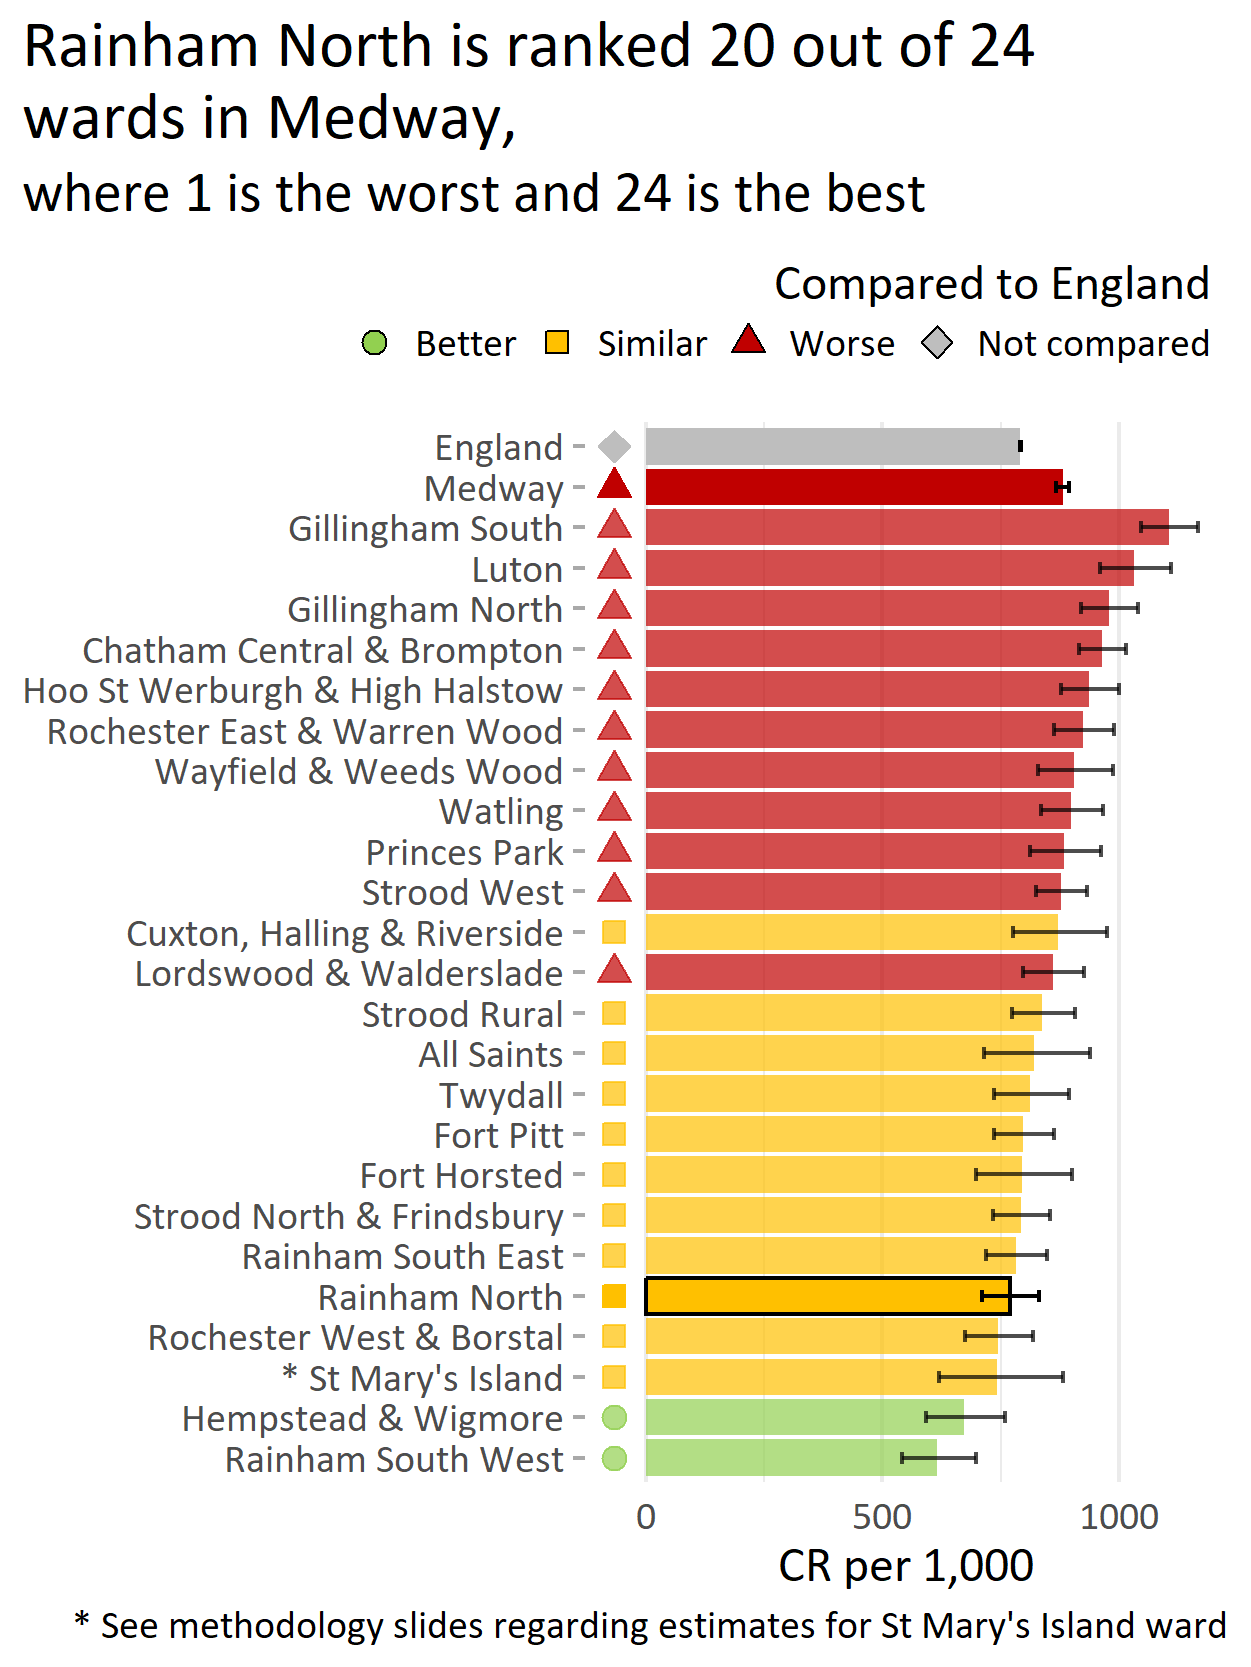 Rainham North is ranked 20 out of 24
wards in Medway,
where 1 is the worst and 24 is the best
Compared to England
Better Similar Worse Not compared
England
Medway
Gillingham South
Luton
Gillingham North
Chatham Central & Brompton
Hoo St Werburgh & High Halstow
Rochester East & Warren Wood
Wayfield & Weeds Wood
Watling
Princes Park
Strood West
Cuxton, Halling & Riverside
Lordswood & Walderslade
Strood Rural
All Saints
Twydall
Fort Pitt
Fort Horsted
Strood North & Frindsbury
Rainham South East
Rainham North
Rochester West & Borstal
* St Mary's Island
Hempstead & Wigmore
Rainham South West
0 500 1000
CR per 1,000
* See methodology slides regarding estimates for St Mary's Island ward